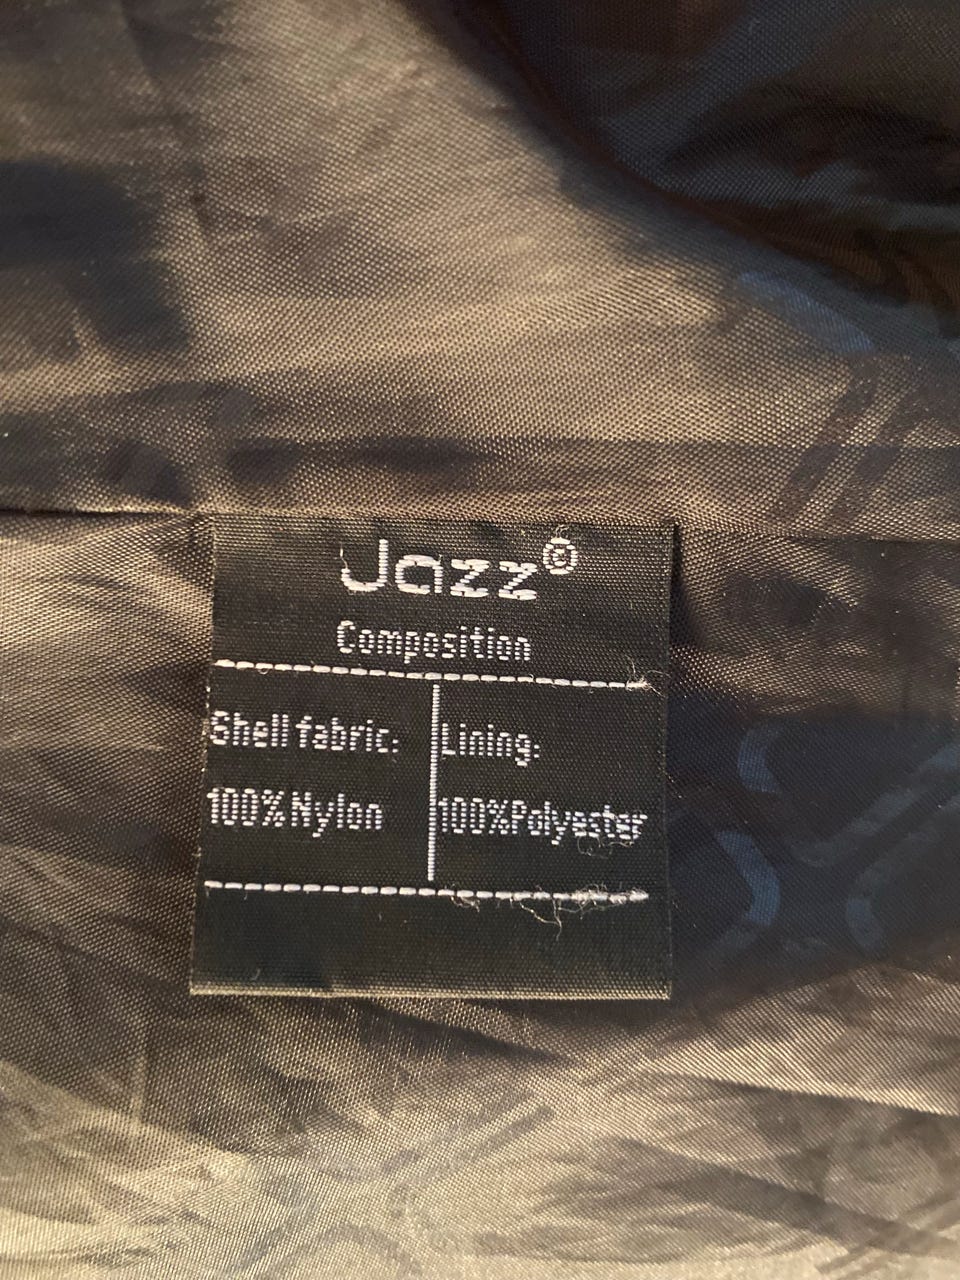 Jazz©
Composition
Shell fabric: Lining:
100% Nylon 100%Polyester